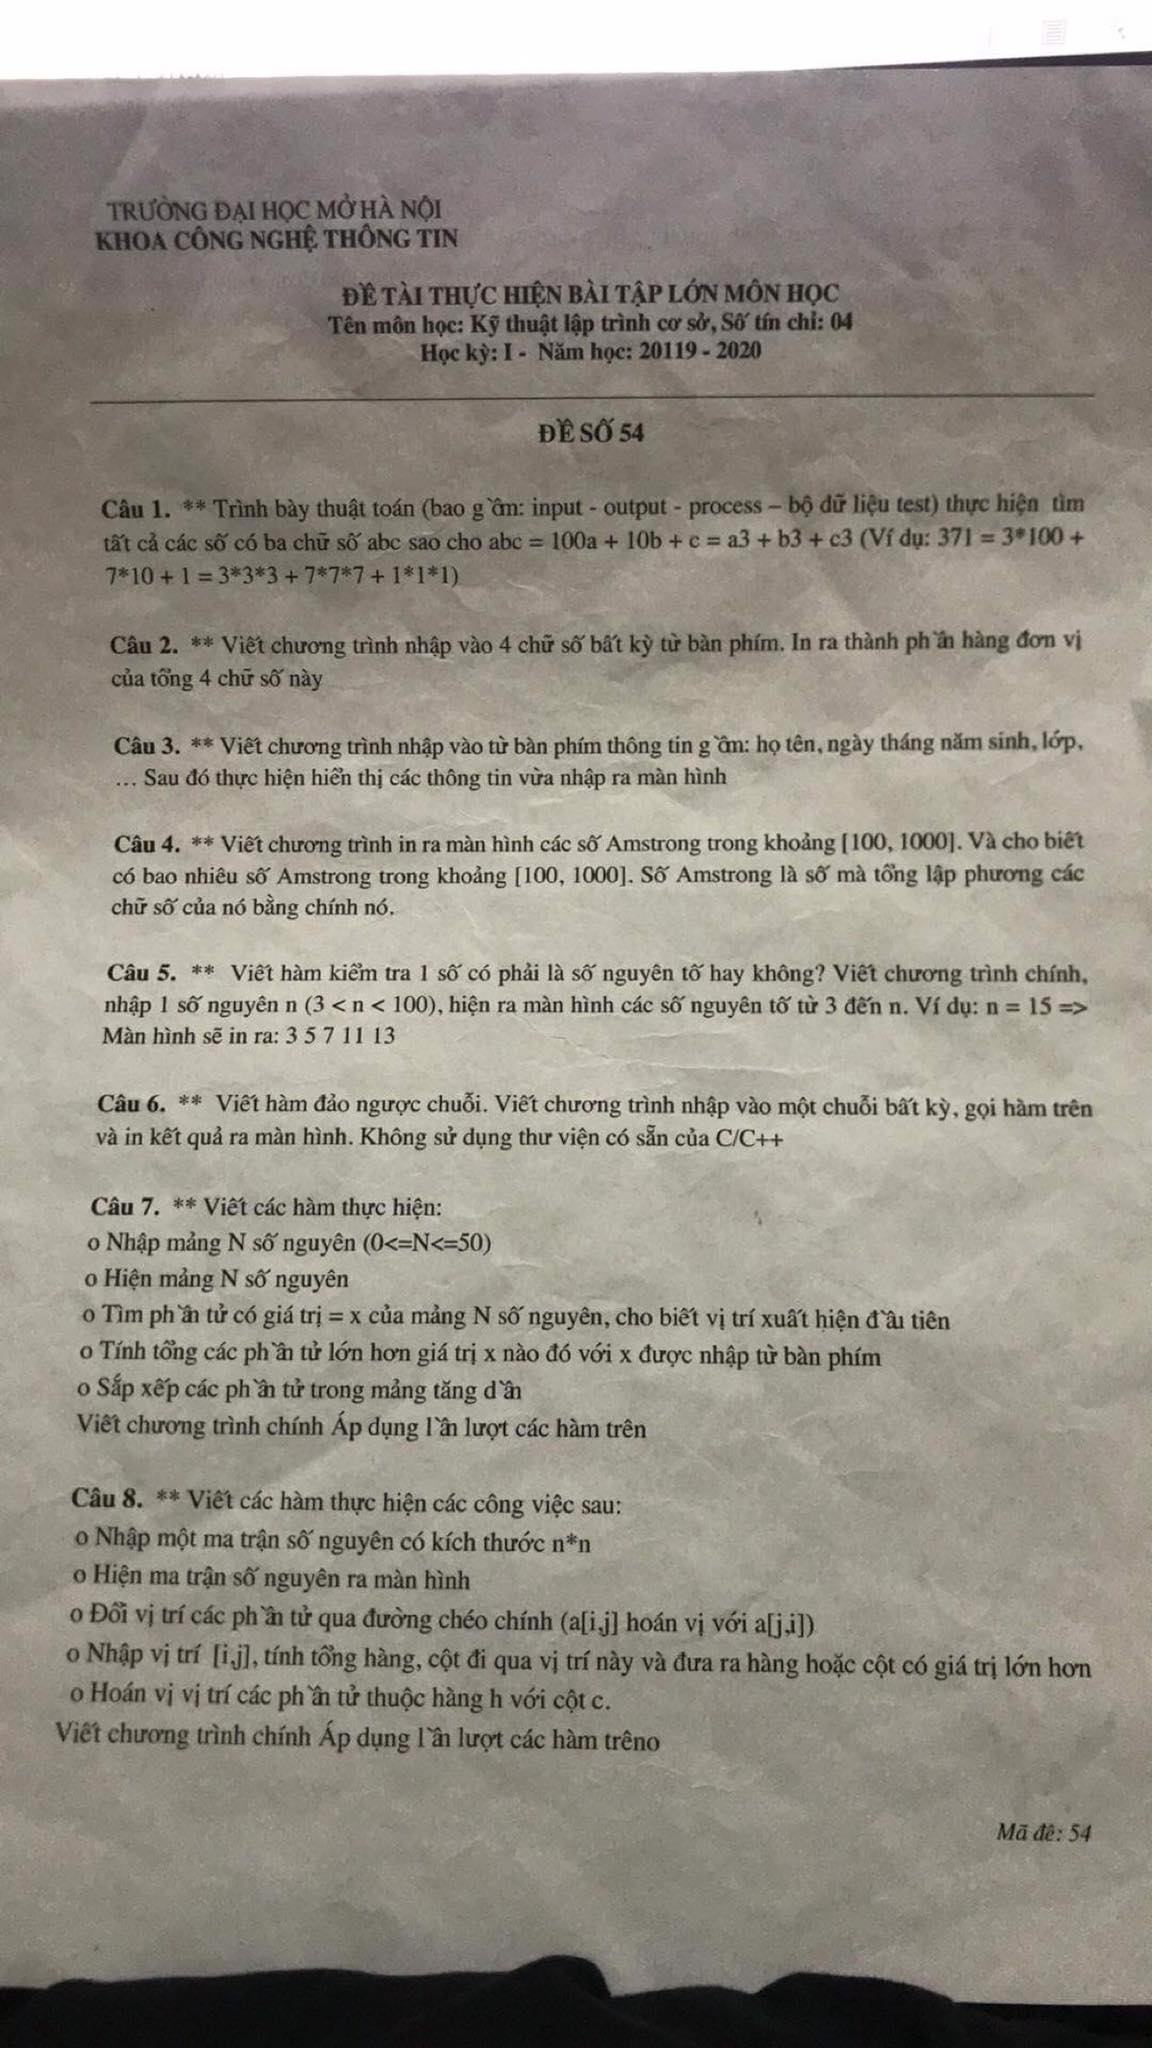 TRƯỜNG ĐẠI HỌC MỞ HÀ NỘI
KHOA CÔNG NGHỆ THÔNG TIN
ĐỀ TÀI THỰC HIỆN BÀI TẬP LỚN MÔN HỌC
Tên môn học: Kỹ thuật lập trình cơ sở, Số tín chỉ: 04
Học kỳ: I - Năm học: 20119 - 2020
ĐỀ SỐ 54
Câu 1. ** Trình bày thuật toán (bao gồm: input - output - process – bộ dữ liệu test) thực hiện tìm
tất cả các số có ba chữ số abc sao cho abc = 100a + 10b + c = a3 + b3 + c3 (Ví dụ: 371 = 3*100 +
7*10 + 1 = 3*3*3 + 7*7*7 + 1*1*1)
Câu 2. ** Viết chương trình nhập vào 4 chữ số bất kỳ từ bàn phím. In ra thành phần hàng đơn vị
của tổng 4 chữ số này
Câu 3. ** Viết chương trình nhập vào từ bàn phím thông tin gồm: họ tên, ngày tháng năm sinh, lớp,
... Sau đó thực hiện hiển thị các thông tin vừa nhập ra màn hình
Câu 4. ** Viết chương trình in ra màn hình các số Amstrong trong khoảng [100, 1000]. Và cho biết
có bao nhiêu số Amstrong trong khoảng [100, 1000]. Số Amstrong là số mà tổng lập phương các
chữ số của nó bằng chính nó.
Câu 5. ** Viết hàm kiểm tra 1 số có phải là số nguyên tố hay không? Viết chương trình chính,
nhập 1 số nguyên n (3 < n < 100), hiện ra màn hình các số nguyên tố từ 3 đến n. Ví dụ: n = 15 =>
Màn hình sẽ in ra: 3 5 7 11 13
Câu 6. ** Viết hàm đảo ngược chuỗi. Viết chương trình nhập vào một chuỗi bất kỳ, gọi hàm trên
và in kết quả ra màn hình. Không sử dụng thư viện có sẵn của C/C++
Câu 7. ** Viết các hàm thực hiện:
o Nhập mảng N số nguyên (0<=N<=50)
o Hiện mảng N số nguyên
o Tìm phần tử có giá trị = x của mảng N số nguyên, cho biết vị trí xuất hiện đầu tiên
o Tính tổng các phần tử lớn hơn giá trị x nào đó với x được nhập từ bàn phím
o Sắp xếp các phần tử trong mảng tăng dần
Viết chương trình chính Áp dụng lần lượt các hàm trên
Câu 8. ** Viết các hàm thực hiện các công việc sau:
o Nhập một ma trận số nguyên có kích thước n*n
o Hiện ma trận số nguyên ra màn hình
o Đổi vị trí các phần tử qua đường chéo chính (a[i,j] hoán vị với a[j,i])
o Nhập vị trí [i,j], tính tổng hàng, cột đi qua vị trí này và đưa ra hàng hoặc cột có giá trị lớn hơn
o Hoán vị vị trí các phần tử thuộc hàng h với cột c.
Viết chương trình chính Áp dụng lần lượt các hàm trêno
Mã đề: 54